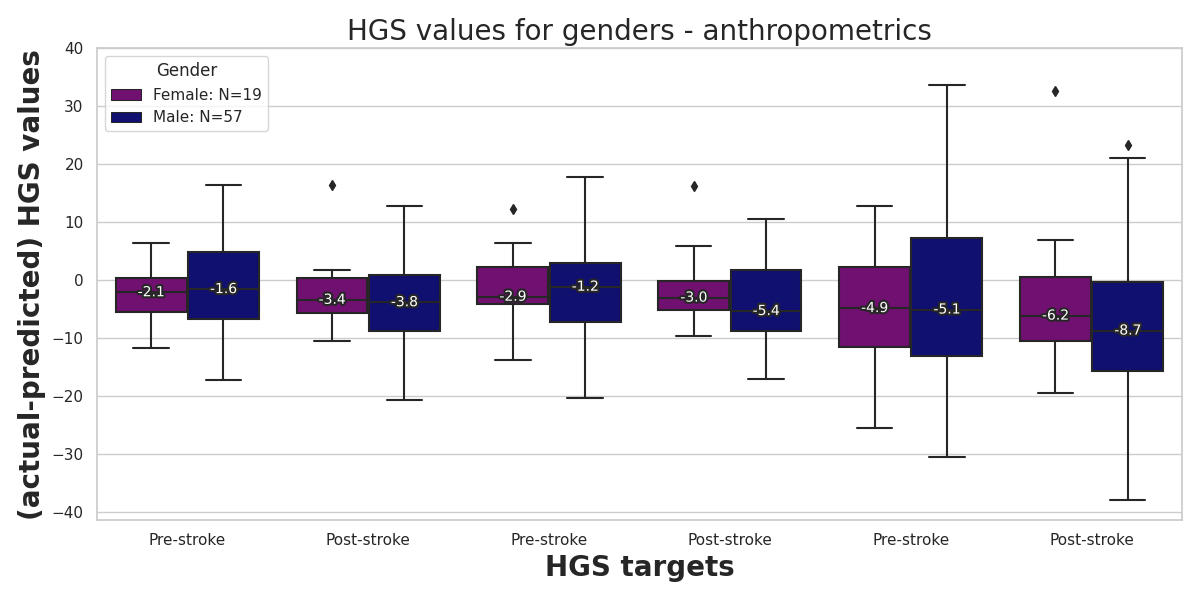 HGS values for genders - anthropometrics
(actual-predicted) HGS values
40
30
20
10
0
−10
−20
−30
−40
Gender
Female: N=19
Male: N=57
-2.1
-1.6
-3.4
-3.8
-2.9
-1.2
-3.0
-5.4
-4.9
-5.1
-6.2
-8.7
Pre-stroke
Post-stroke
Pre-stroke
Post-stroke
Pre-stroke
Post-stroke
HGS targets